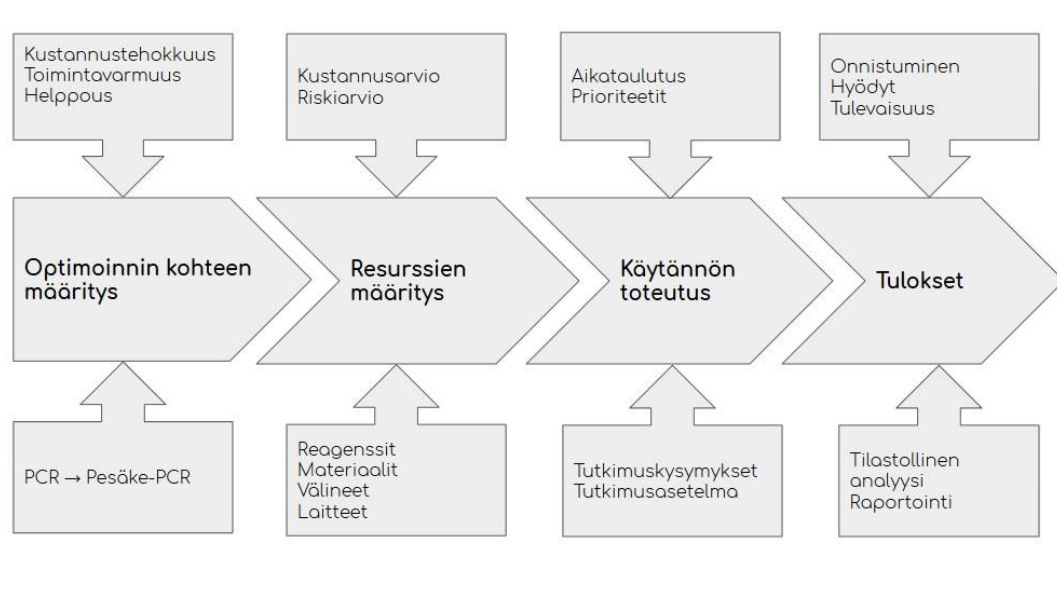 Kustannustehokkuus
Toimintavarmuus
Helppous
Kustannusarvio
Riskiarvio
Aikataulutus
Prioriteetit
Onnistuminen
Hyödyt
Tulevaisuus
Optimoinnin kohteen
määritys
Resurssien
määritys
Käytännön
toteutus
Tulokset
PCR → Pesäke-PCR
Reagenssit
Materiaalit
Välineet
Laitteet
Tutkimuskysymykset
Tutkimusasetelma
Tilastollinen
analyysi
Raportointi